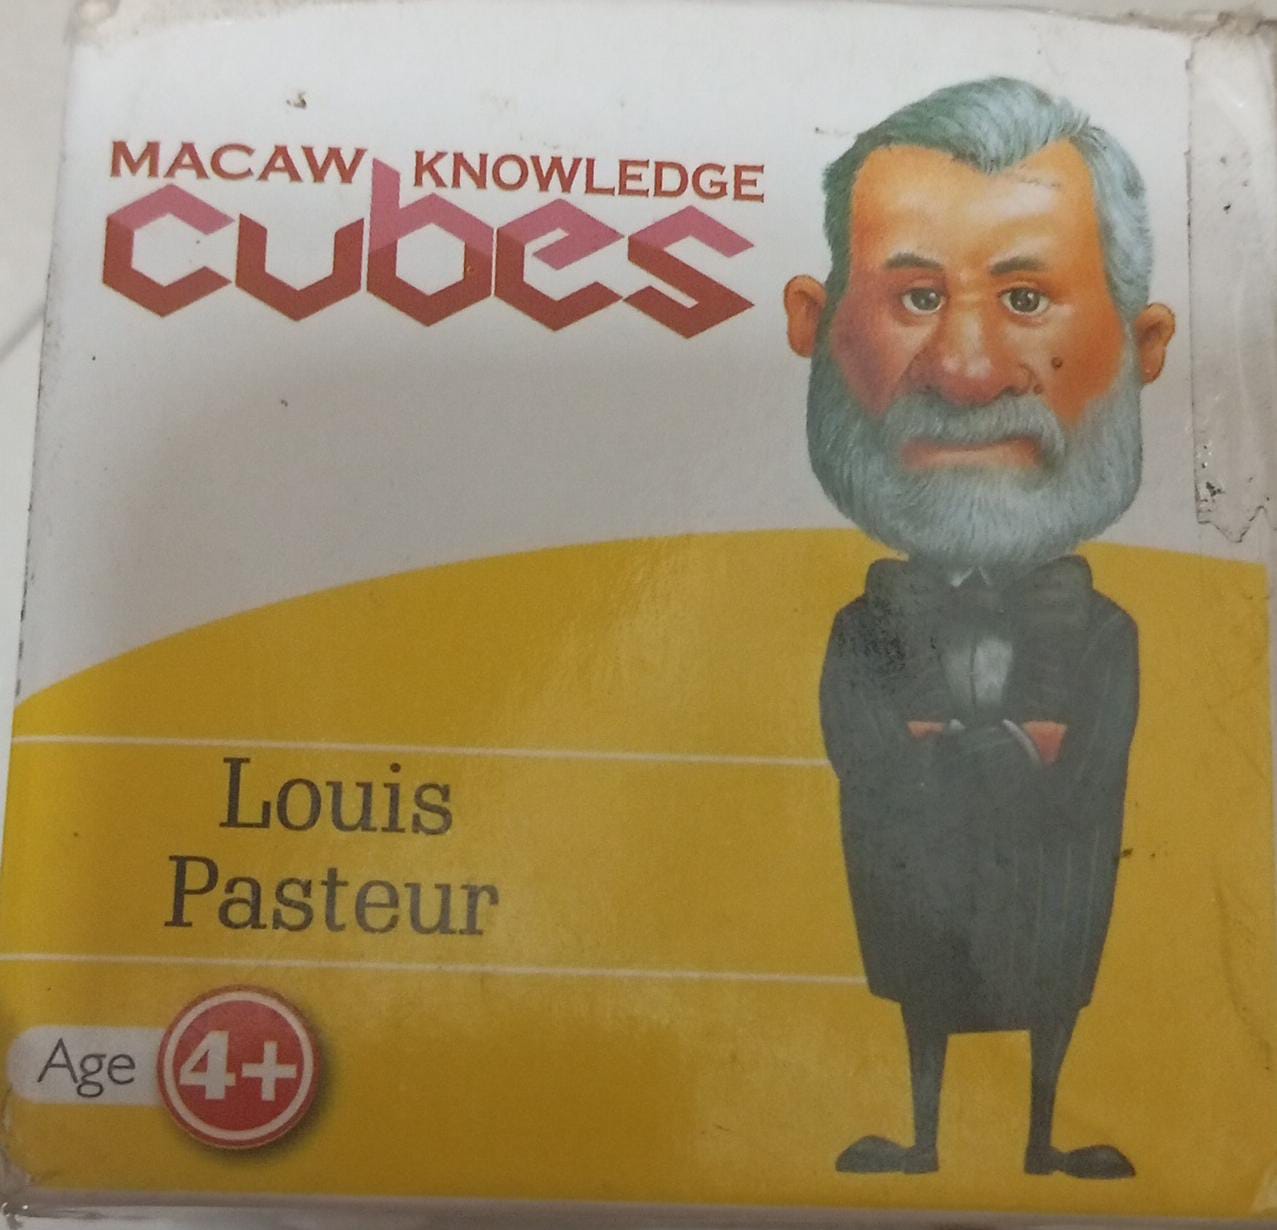 MACAW KNOWLEDGE
cubes
Louis
Pasteur
Age 4+